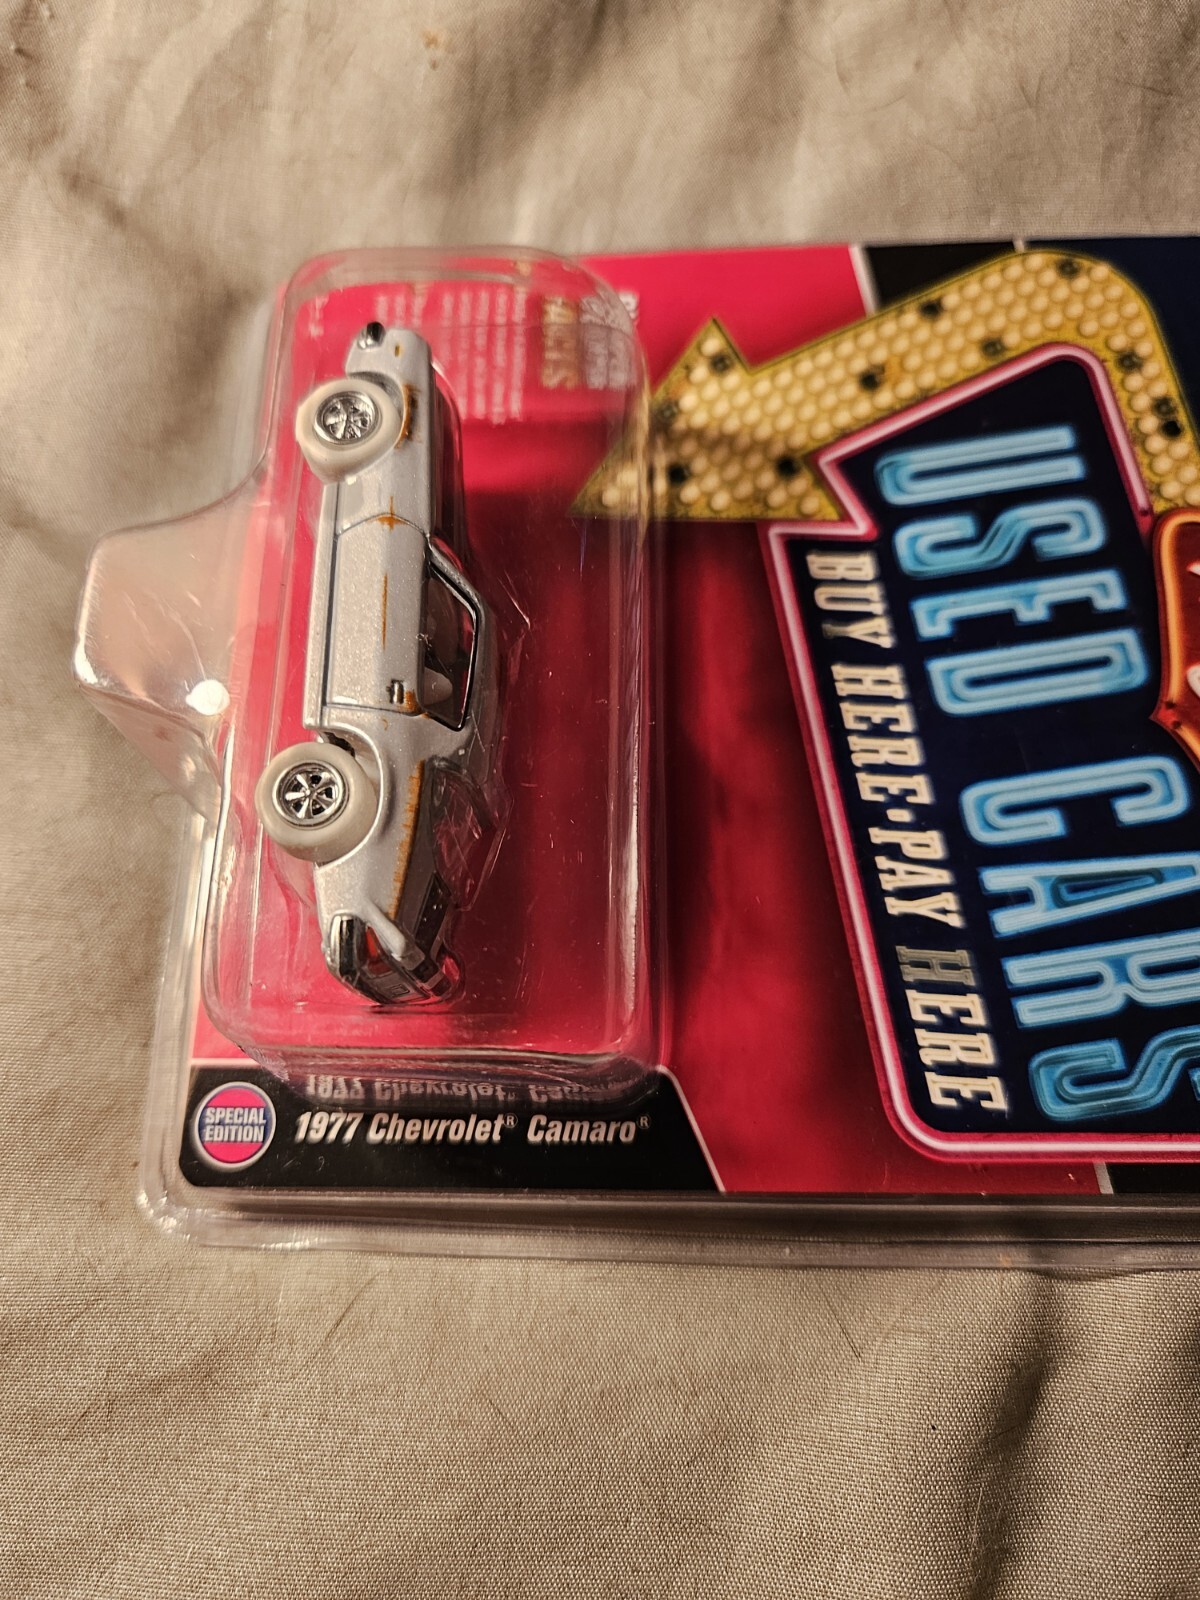 USED CARS
BUY HERE·PAY HERE
SPECIAL
EDITION
1977 Chevrolet® Camaro®